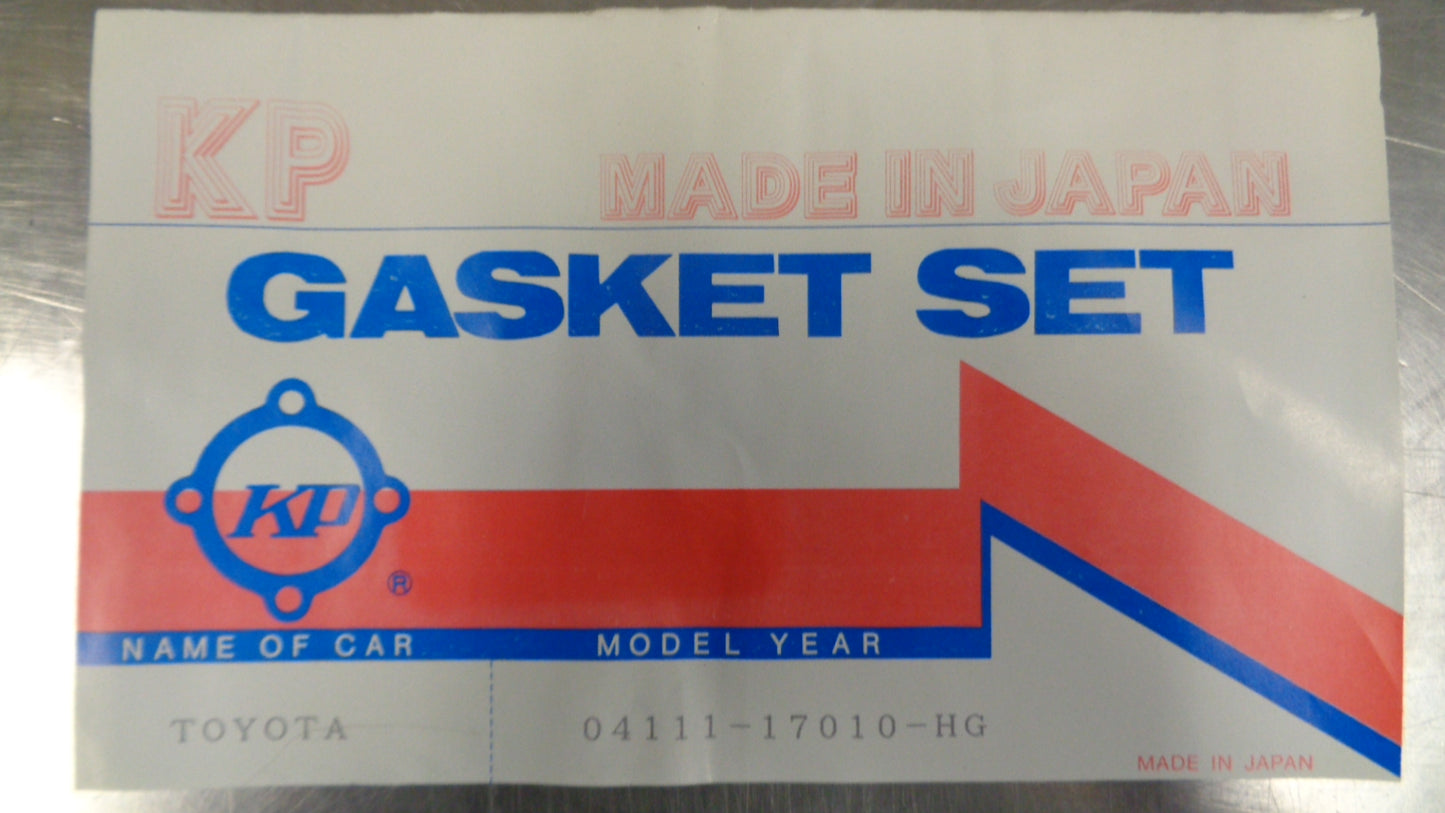 KP
MADE IN JAPAN
GASKET SET
KP
®
NAME OF CAR MODEL YEAR
TOYOTA 04111-17010-HG
MADE IN JAPAN